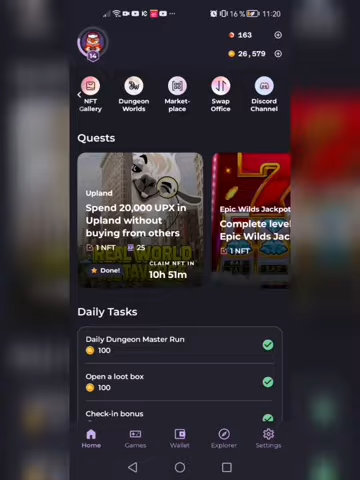 16 % 11:20
163
14
26,579
NFT Gallery
Dungeon Worlds
Market-place
Swap Office
Discord Channel
Quests
Upland
Spend 20,000 UPX in
Upland without
buying from others
1 NFT 25
REAL WORLD
Done!
CLAIM NFT IN
10h 51m
Epic Wilds Jackpot
Complete level
Epic Wilds Jac
1 NFT
Daily Tasks
Daily Dungeon Master Run
100
Open a loot box
100
Check-in bonus
Home
Games
Wallet
Explorer
Settings